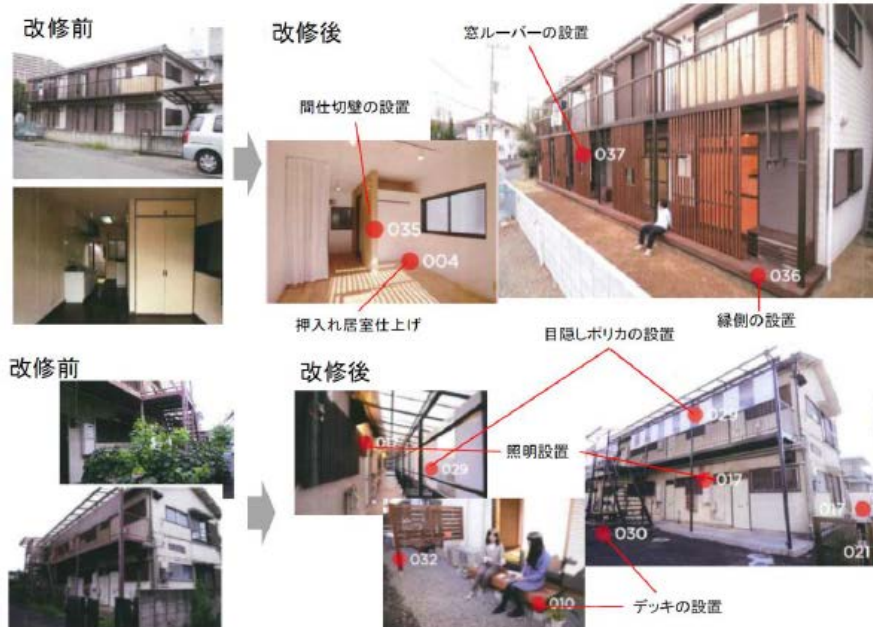 改修前
改修後
窓ルーバーの設置
間仕切壁の設置
037
035
004
036
押入れ居室仕上げ
縁側の設置
目隠しポリカの設置
改修前
改修後
029
017
029
照明設置
017
017
030
021
032
010
デッキの設置